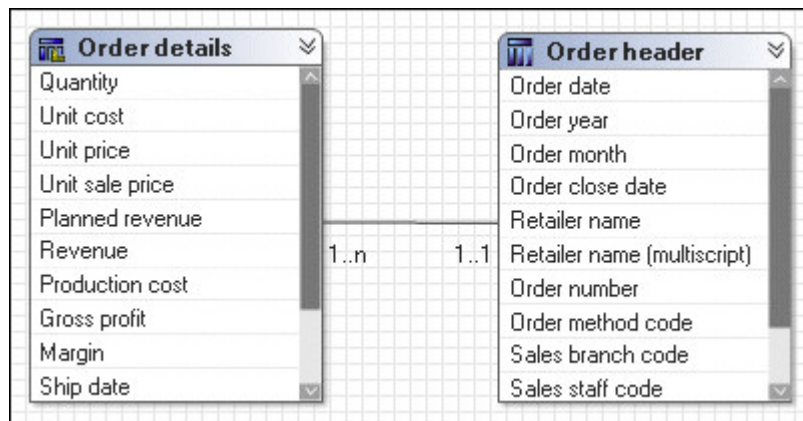 Order details
Quantity
Unit cost
Unit price
Unit sale price
Planned revenue
Revenue
Production cost
Gross profit
Margin
Ship date
1..n
1..1
Order header
Order date
Order year
Order month
Order close date
Retailer name
Retailer name (multiscript)
Order number
Order method code
Sales branch code
Sales staff code